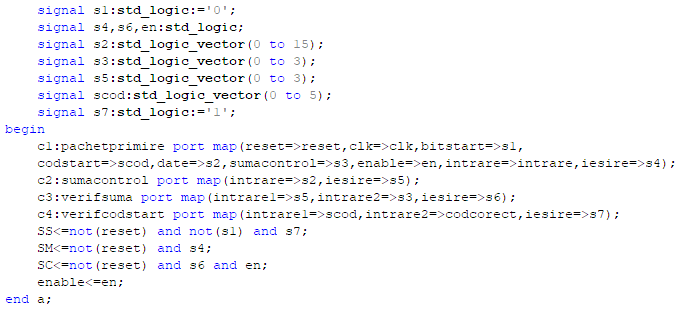 signal s1:std_logic:='0';
signal s4,s6,en:std_logic;
signal s2:std_logic_vector(0 to 15);
signal s3:std_logic_vector(0 to 3);
signal s5:std_logic_vector(0 to 3);
signal scod:std_logic_vector(0 to 5);
signal s7:std_logic:='1';
begin
c1:pachetprimire port map(reset=>reset,clk=>clk,bitstart=>s1,
codstart=>scod,date=>s2,sumacontrol=>s3,enable=>en,intrare=>intrare,iesire=>s4);
c2:sumacontrol port map(intrare=>s2,iesire=>s5);
c3:verifsuma port map(intrare1=>s5,intrare2=>s3,iesire=>s6);
c4:verifcodstart port map(intrare1=>scod,intrare2=>codcorect,iesire=>s7);
SS<=not(reset) and not(s1) and s7;
SM<=not(reset) and s4;
SC<=not(reset) and s6 and en;
enable<=en;
end a;